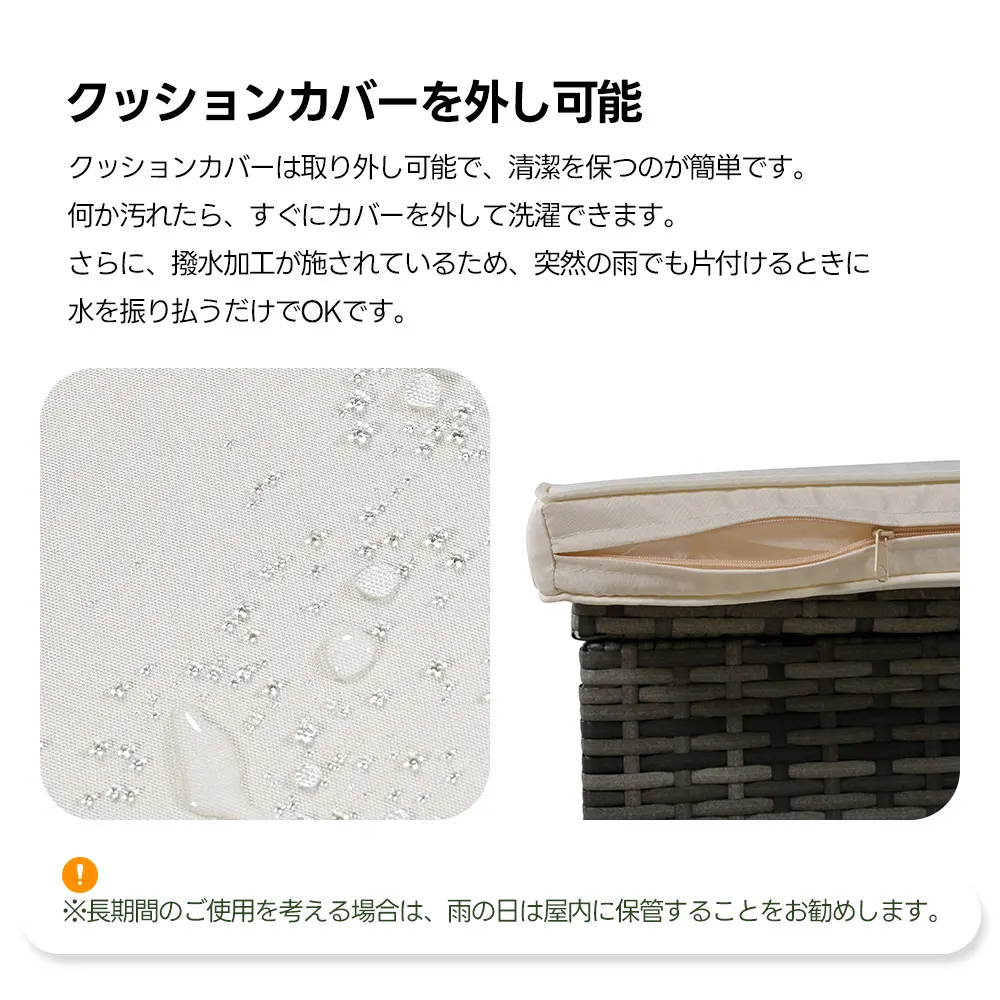 クッションカバーを外し可能
クッションカバーは取り外し可能で、清潔を保つのが簡単です。
何か汚れたら、すぐにカバーを外して洗濯できます。
さらに、撥水加工が施されているため、突然の雨でも片付けるときに
水を振り払うだけでOKです。
!
※長期間のご使用を考える場合は、雨の日は屋内に保管することをお勧めします。